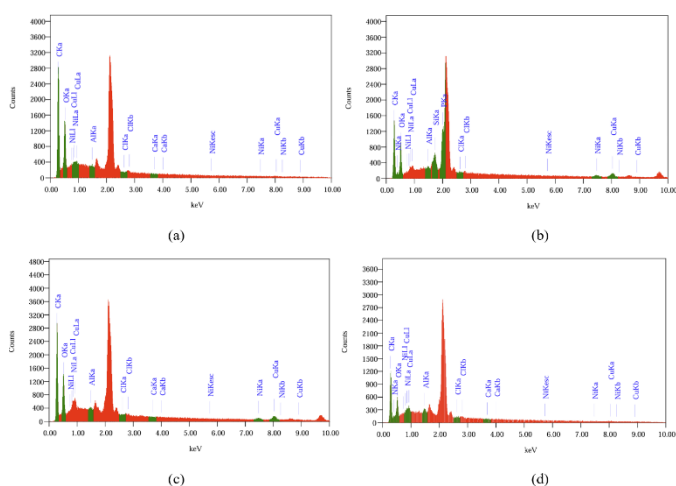 4000
3600
3200
2800
2400
2000
1600
1200
800
400
0
Counts
CKa
OKa
NiLl
NiLa
CuLl
CuLa
AlKa
ClKa
ClKb
CaKa
CaKb
NiKesc
NiKa
CuKa
NiKb
CuKb
0.00 1.00 2.00 3.00 4.00 5.00 6.00 7.00 8.00 9.00 10.00
keV
(a)
4000
3600
3200
2800
2400
2000
1600
1200
800
400
0
Counts
CKa
NKa
OKa
NiLl
NiLa
CuLl
CuLa
AlKa
SiKa
PKa
ClKa
ClKb
NiKesc
NiKa
CuKa
NiKb
CuKb
0.00 1.00 2.00 3.00 4.00 5.00 6.00 7.00 8.00 9.00 10.00
keV
(b)
4800
4400
4000
3600
3200
2800
2400
2000
1600
1200
800
400
0
Counts
CKa
OKa
NiLl
NiLa
CuLl
CuLa
AlKa
ClKa
ClKb
CaKa
CaKb
NiKesc
NiKa
CuKa
NiKb
CuKb
0.00 1.00 2.00 3.00 4.00 5.00 6.00 7.00 8.00 9.00 10.00
keV
(c)
3600
3300
3000
2700
2400
2100
1800
1500
1200
900
600
300
0
Counts
CKa
NKa
OKa
NiLl
NiLa
CuLl
CuLa
AlKa
ClKa
ClKb
CaKa
CaKb
NiKesc
NiKa
CuKa
NiKb
CuKb
0.00 1.00 2.00 3.00 4.00 5.00 6.00 7.00 8.00 9.00 10.00
keV
(d)